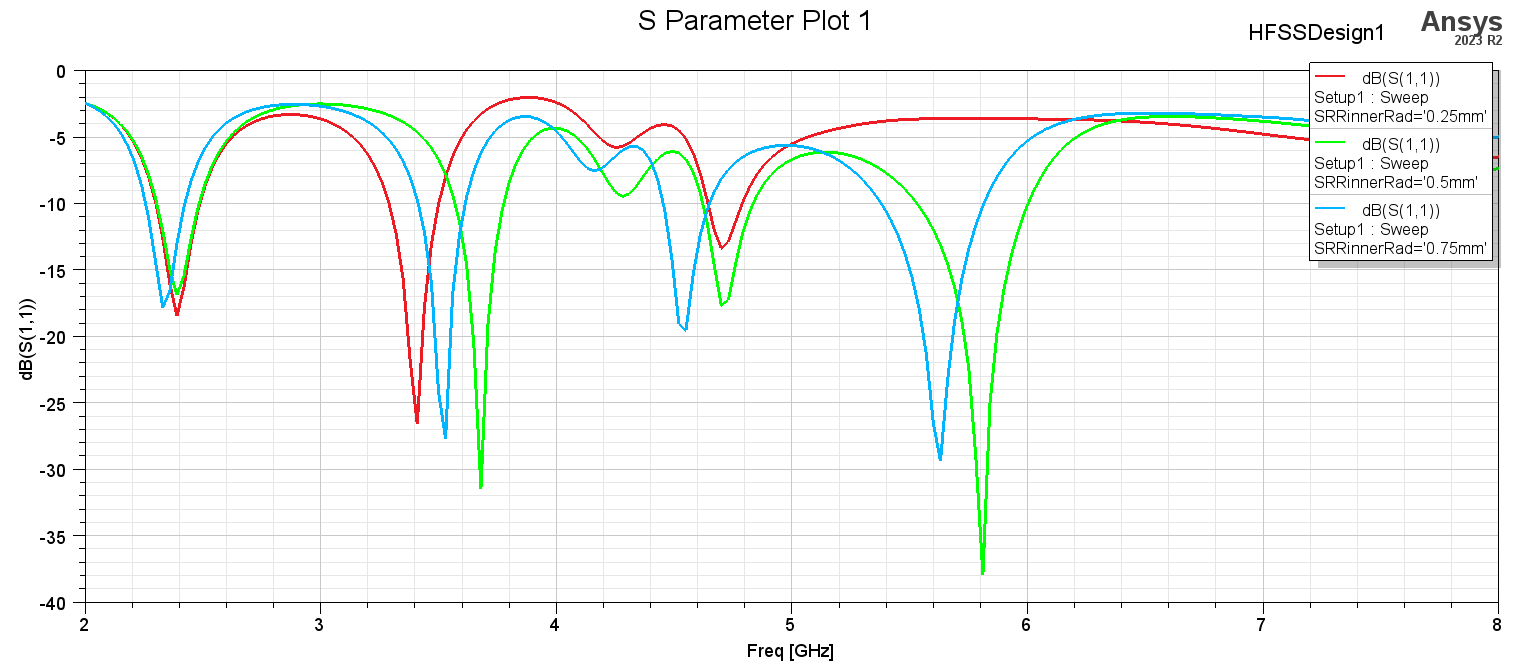 S Parameter Plot 1
HFSSDesign1
Ansys
2023 R2
dB(S(1,1))
Setup1 : Sweep
SRRinnerRad='0.25mm'
dB(S(1,1))
Setup1 : Sweep
SRRinnerRad='0.5mm'
dB(S(1,1))
Setup1 : Sweep
SRRinnerRad='0.75mm'
dB(S(1,1))
0
-5
-10
-15
-20
-25
-30
-35
-40
2 3 4 5 6 7 8
Freq [GHz]